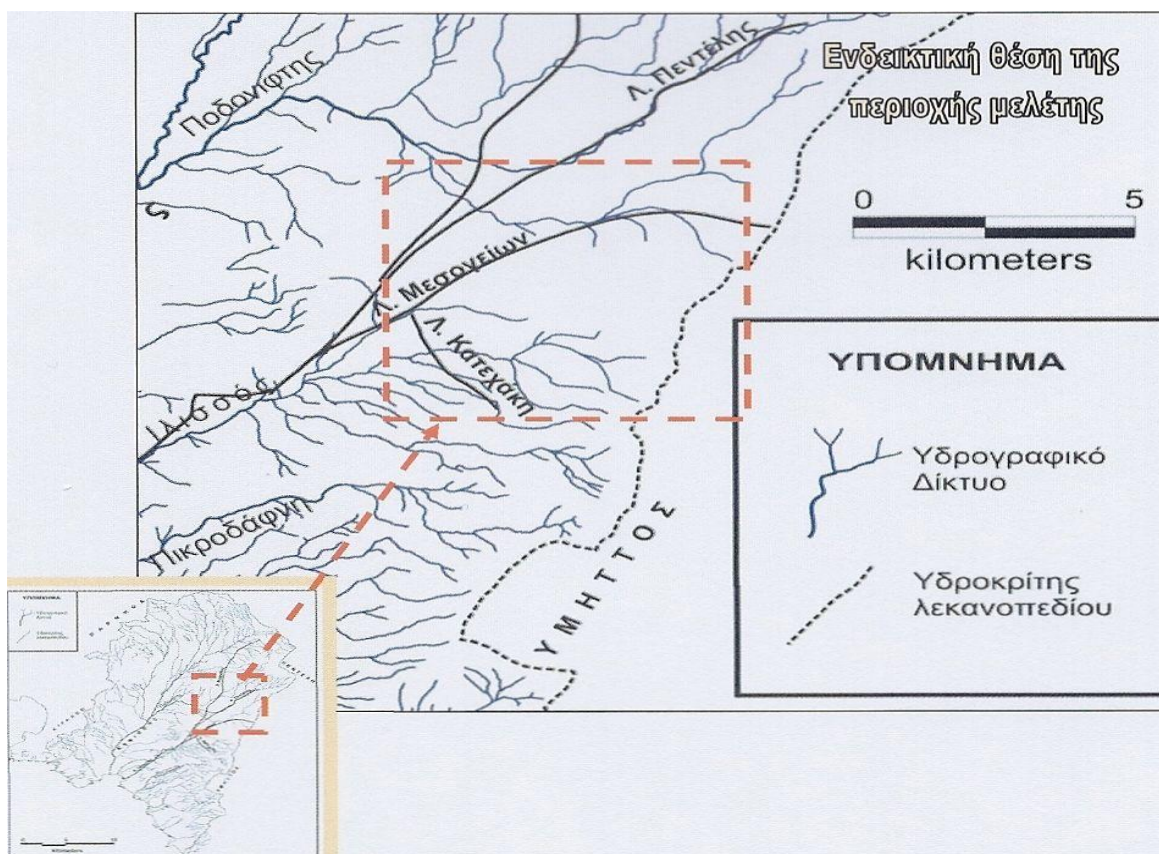 Ενδεικτική θέση της
περιοχής μελέτης
Ποδονίφτης
Λ. Πεντέλης
0 5
kilometers
Λ. Μεσογείων
Λ. Κατεχάκη
Ιλισσός
Πικροδάφνη
ΥΜΗΤΤΟΣ
ΥΠΟΜΝΗΜΑ
Υδρογραφικό
Δίκτυο
Υδροκρίτης
λεκανοπεδίου
ΥΠΟΜΝΗΜΑ